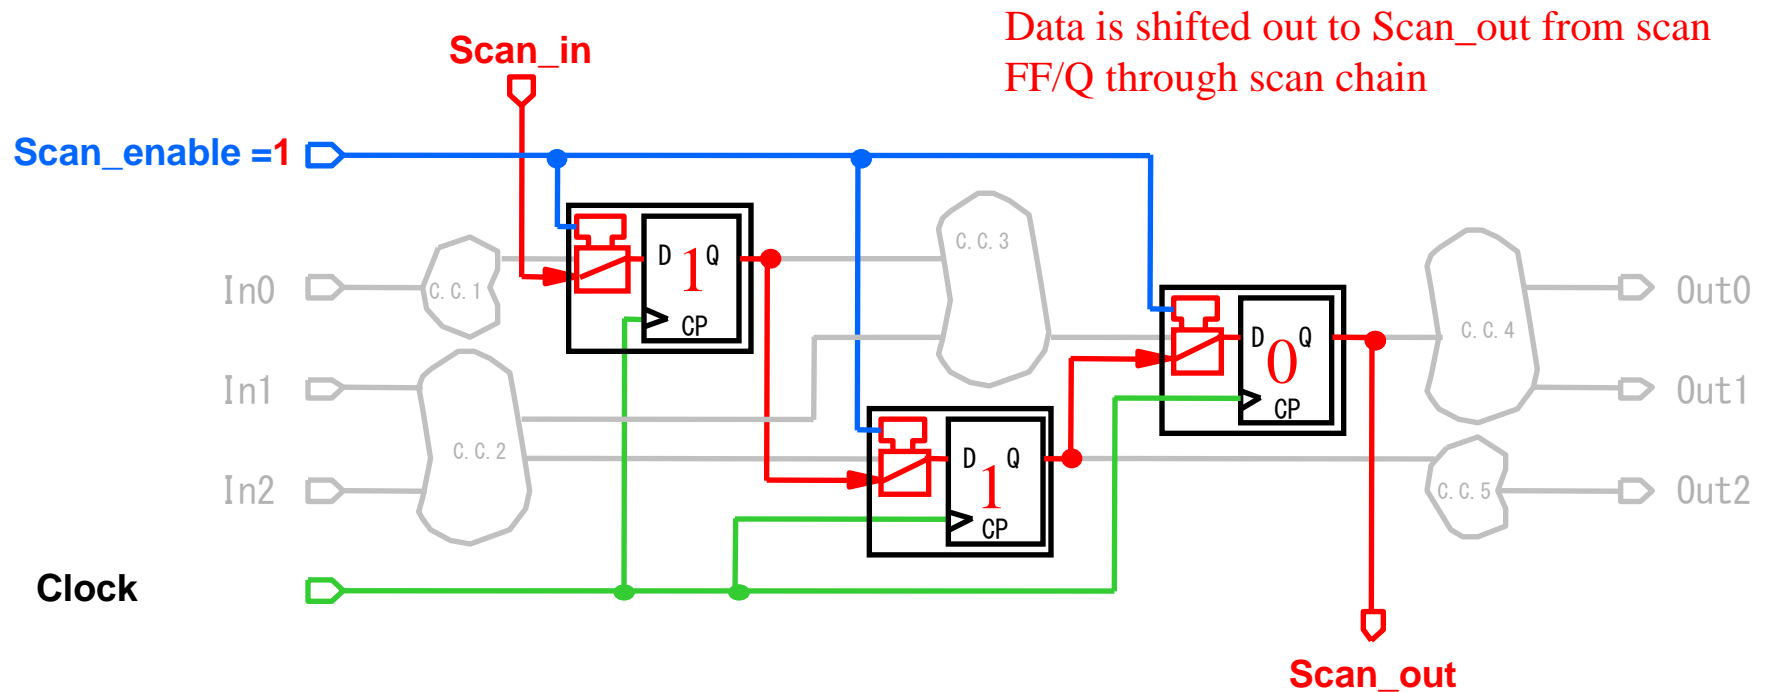 Data is shifted out to Scan_out from scan
FF/Q through scan chain
Scan_in
Scan_enable =1
C.C.3
D 1 Q
CP
In0
C.C.1
Out0
D 0 Q
CP
C.C.4
In1
Out1
C.C.2
D 1 Q
CP
In2
C.C.5
Out2
Clock
Scan_out